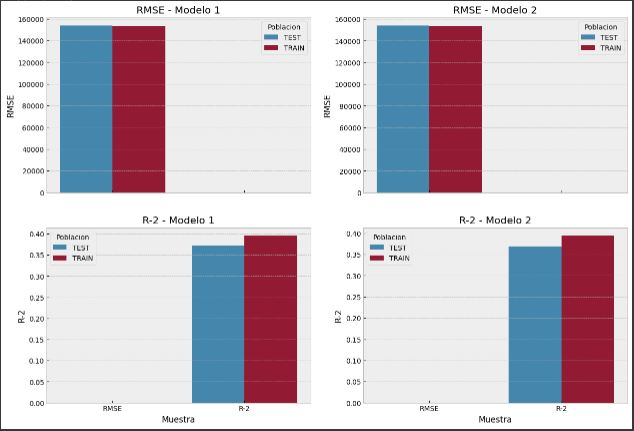 RMSE - Modelo 1
160000
140000
120000
100000
80000
60000
40000
20000
0
RMSE
Poblacion
TEST
TRAIN
RMSE - Modelo 2
160000
140000
120000
100000
80000
60000
40000
20000
0
RMSE
Poblacion
TEST
TRAIN
R-2 - Modelo 1
0.40
0.35
0.30
0.25
0.20
0.15
0.10
0.05
0.00
R-2
Poblacion
TEST
TRAIN
RMSE R-2
Muestra
R-2 - Modelo 2
0.40
0.35
0.30
0.25
0.20
0.15
0.10
0.05
0.00
R-2
Poblacion
TEST
TRAIN
RMSE R-2
Muestra